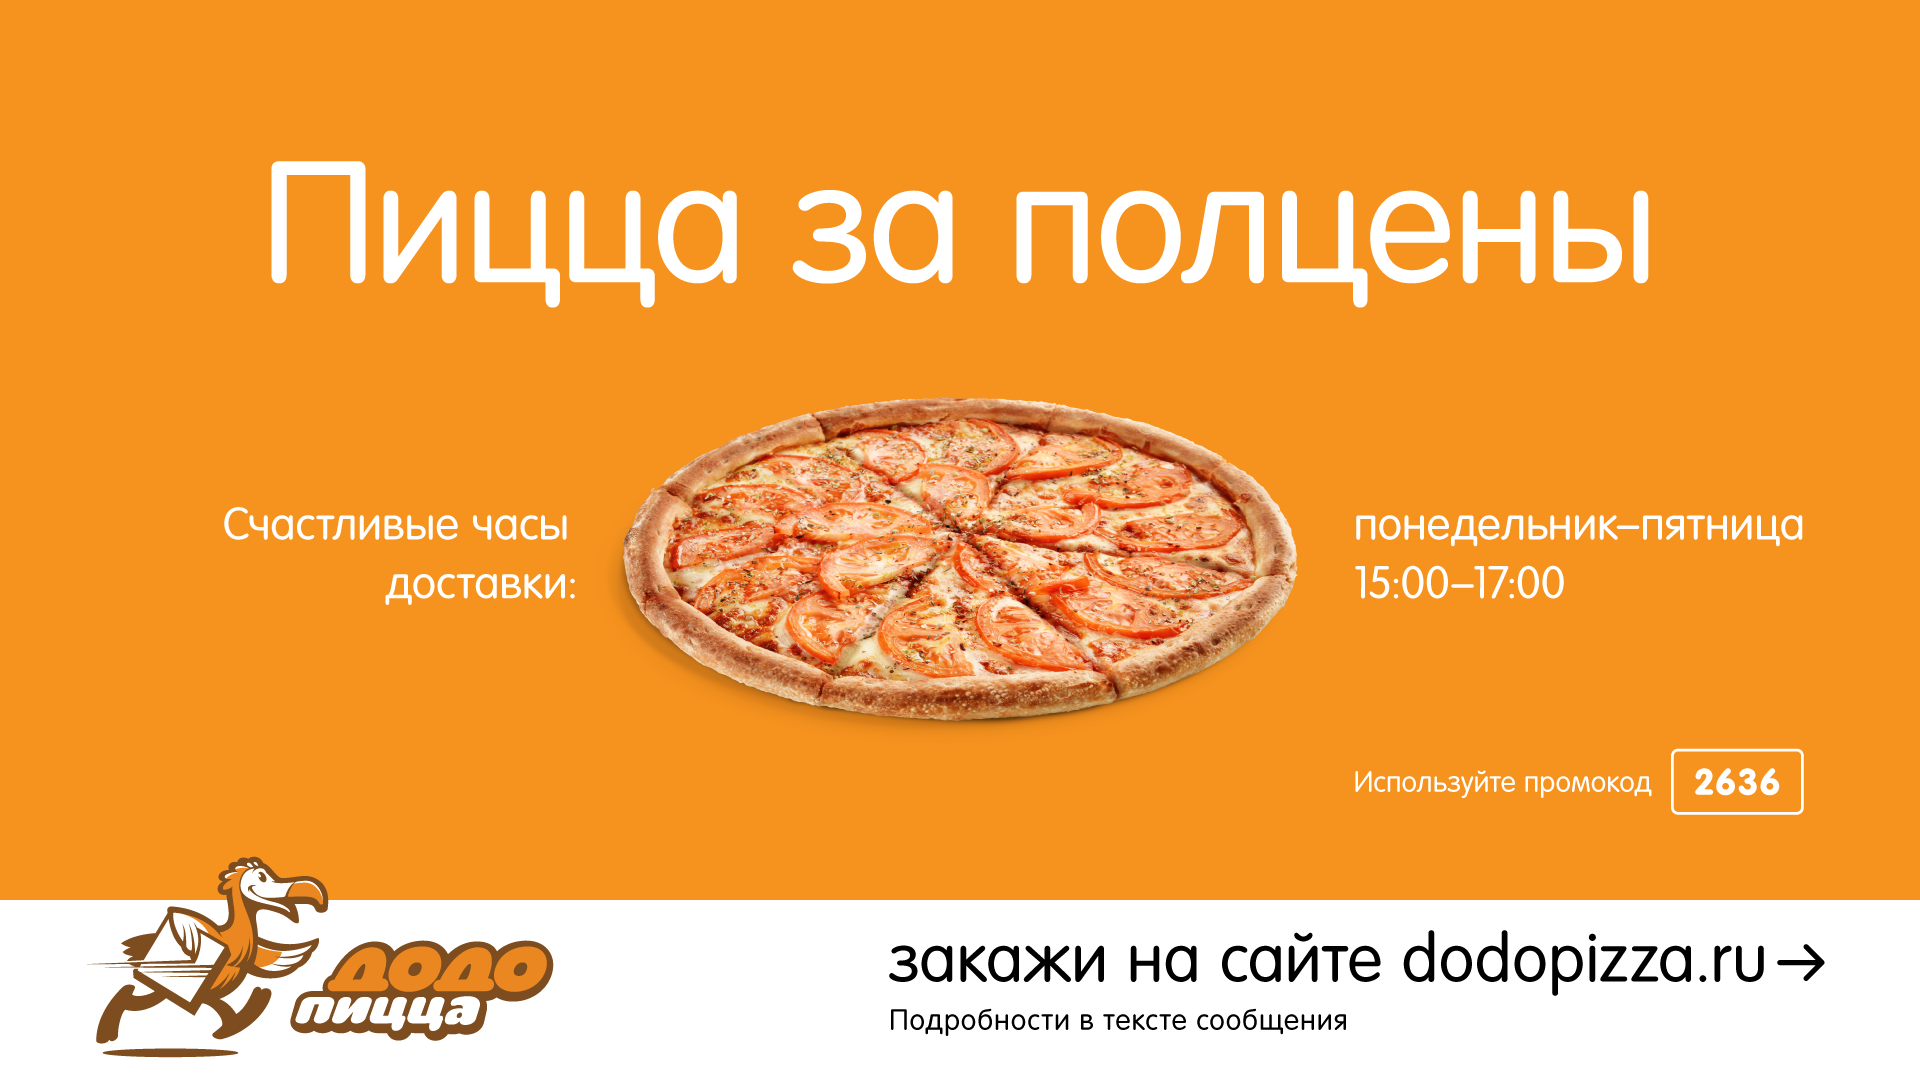 Пицца за полцены
Счастливые часы
доставки:
понедельник–пятница
15:00–17:00
Используйте промокод 2636
додо
пицца
закажи на сайте dodopizza.ru→
Подробности в тексте сообщения